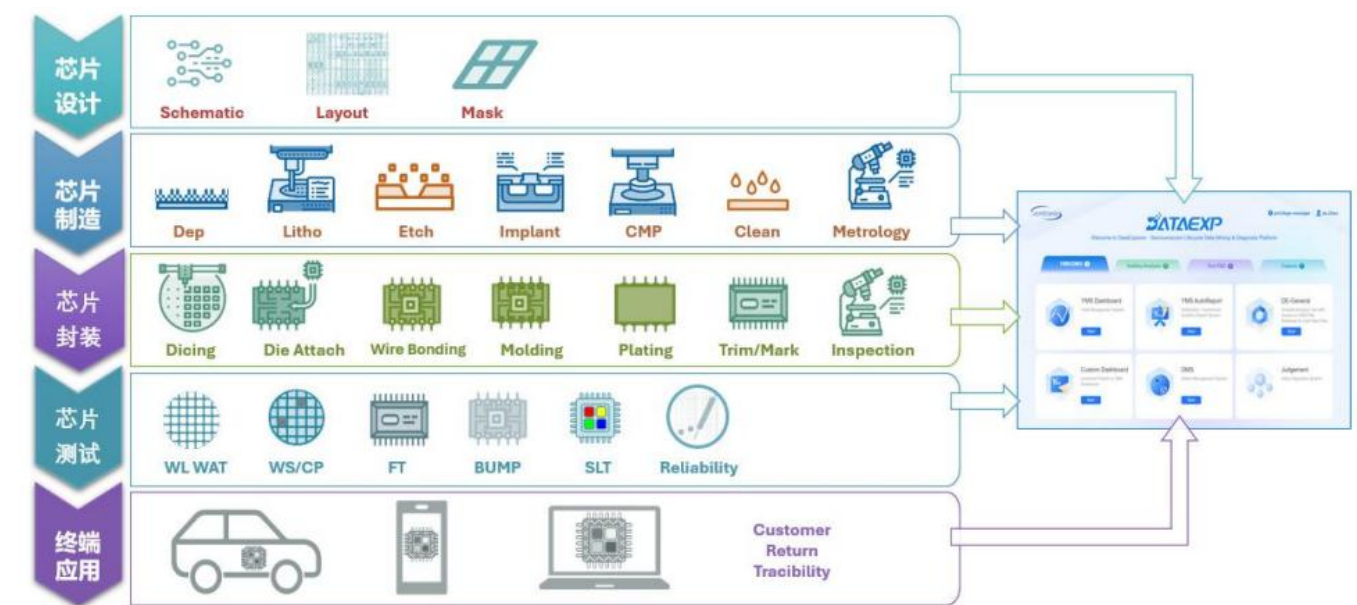 芯片
设计
Schematic
Layout
Mask
芯片
制造
Dep
Litho
Etch
Implant
CMP
Clean
Metrology
芯片
封装
Dicing
Die Attach
Wire Bonding
Molding
Plating
Trim/Mark
Inspection
芯片
测试
WL WAT
WS/CP
FT
BUMP
SLT
Reliability
终端
应用
Customer
Return
Tracibility
DATAEXP
YMS Dashboard
YMS AutoReport
DE-General
Custom Dashboard
DMS
Judgement